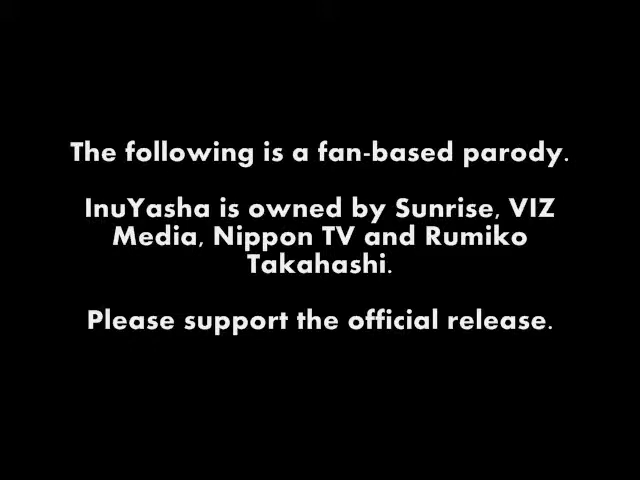 The following is a fan-based parody.
InuYasha is owned by Sunrise, VIZ
Media, Nippon TV and Rumiko
Takahashi.
Please support the official release.